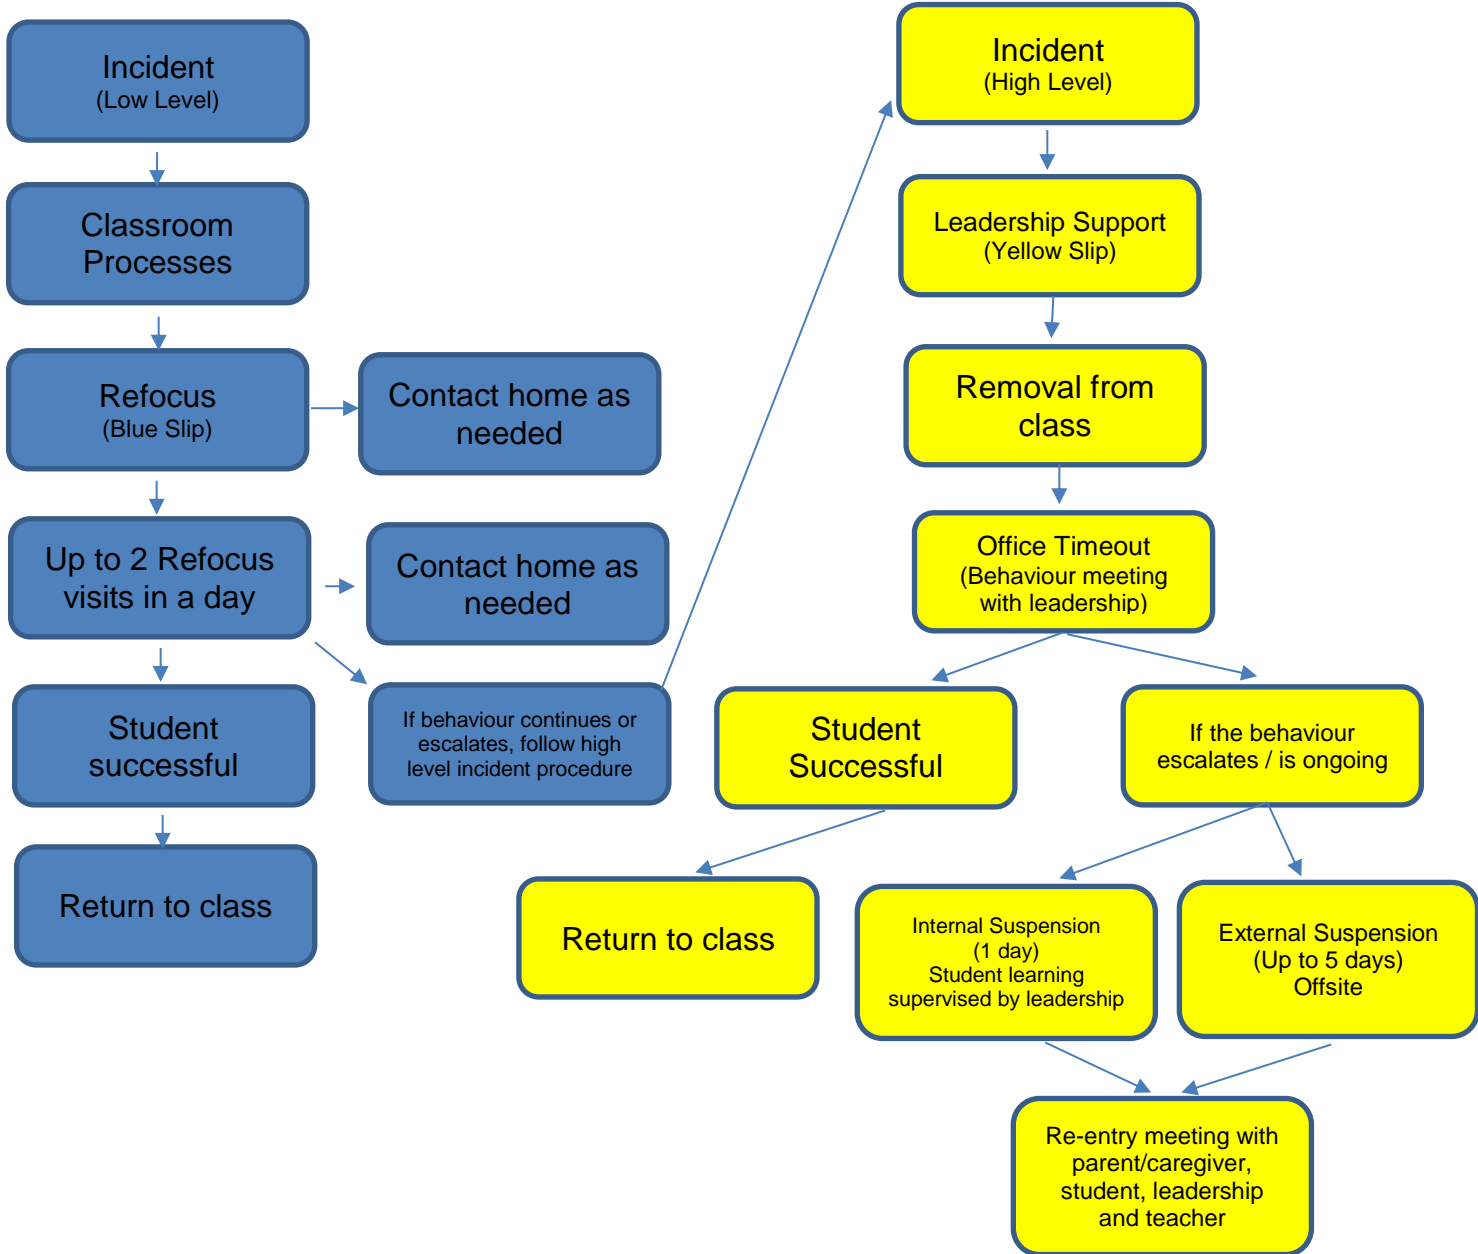 Incident
(Low Level)
Classroom
Processes
Refocus
(Blue Slip)
Contact home as
needed
Up to 2 Refocus
visits in a day
Contact home as
needed
Student
successful
If behaviour continues or
escalates, follow high
level incident procedure
Return to class
Incident
(High Level)
Leadership Support
(Yellow Slip)
Removal from
class
Office Timeout
(Behaviour meeting
with leadership)
Student
Successful
If the behaviour
escalates / is ongoing
Return to class
Internal Suspension
(1 day)
Student learning
supervised by leadership
External Suspension
(Up to 5 days)
Offsite
Re-entry meeting with
parent/caregiver,
student, leadership
and teacher